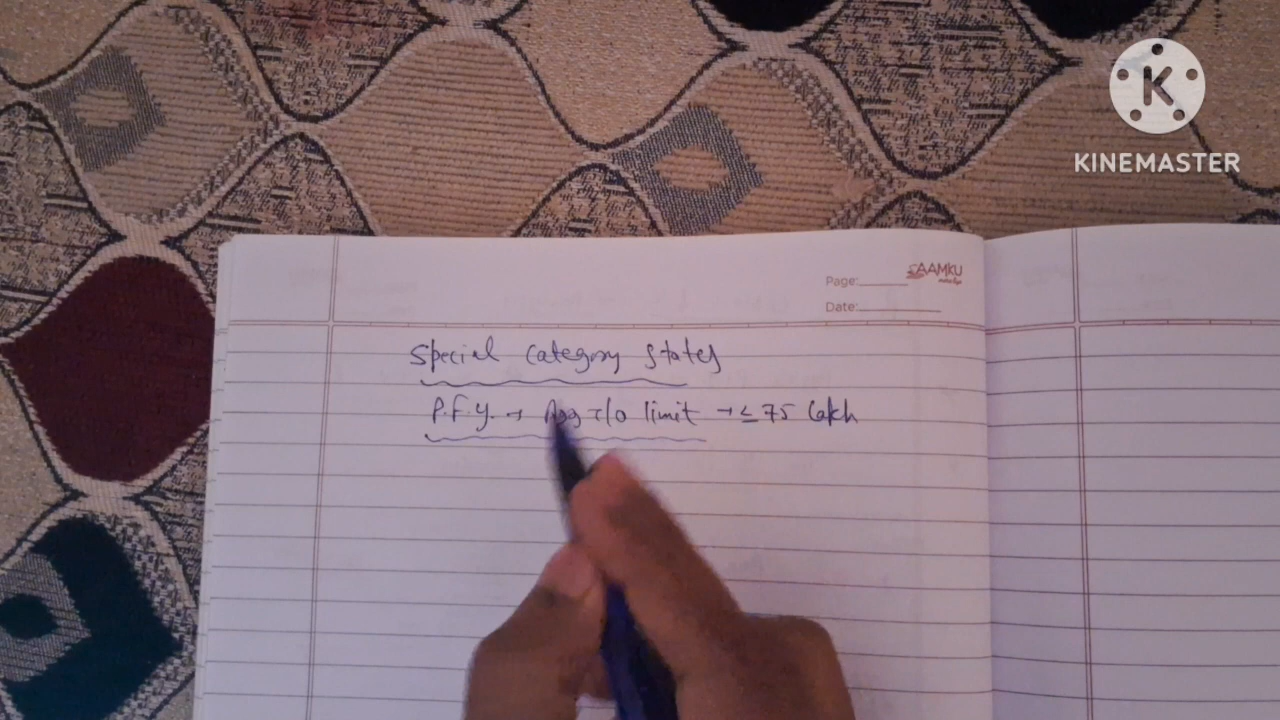 KINEMASTER
SAAMKU
Page:
Date:
Special Category States
P.F.Y. → Agg T/O limit → ≤ 75 Lakh